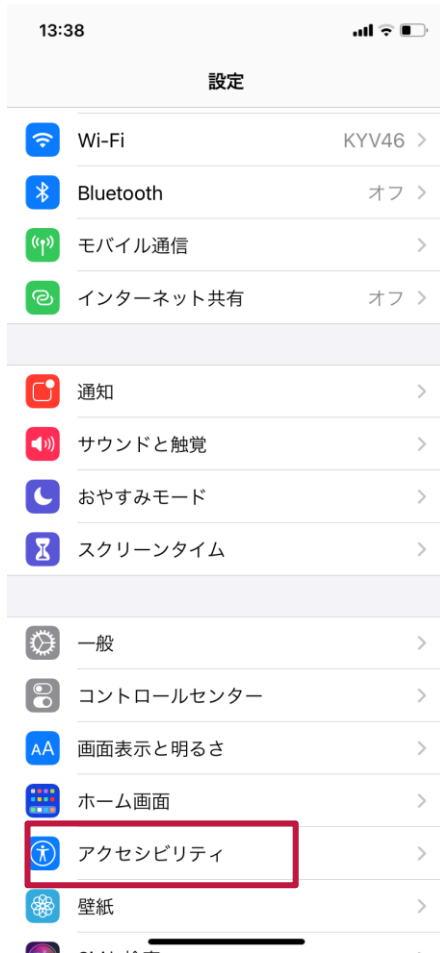 13:38
設定
Wi-Fi KYV46
Bluetooth オフ
モバイル通信
インターネット共有 オフ
通知
サウンドと触覚
おやすみモード
スクリーンタイム
一般
コントロールセンター
AA 画面表示と明るさ
ホーム画面
アクセシビリティ
壁紙